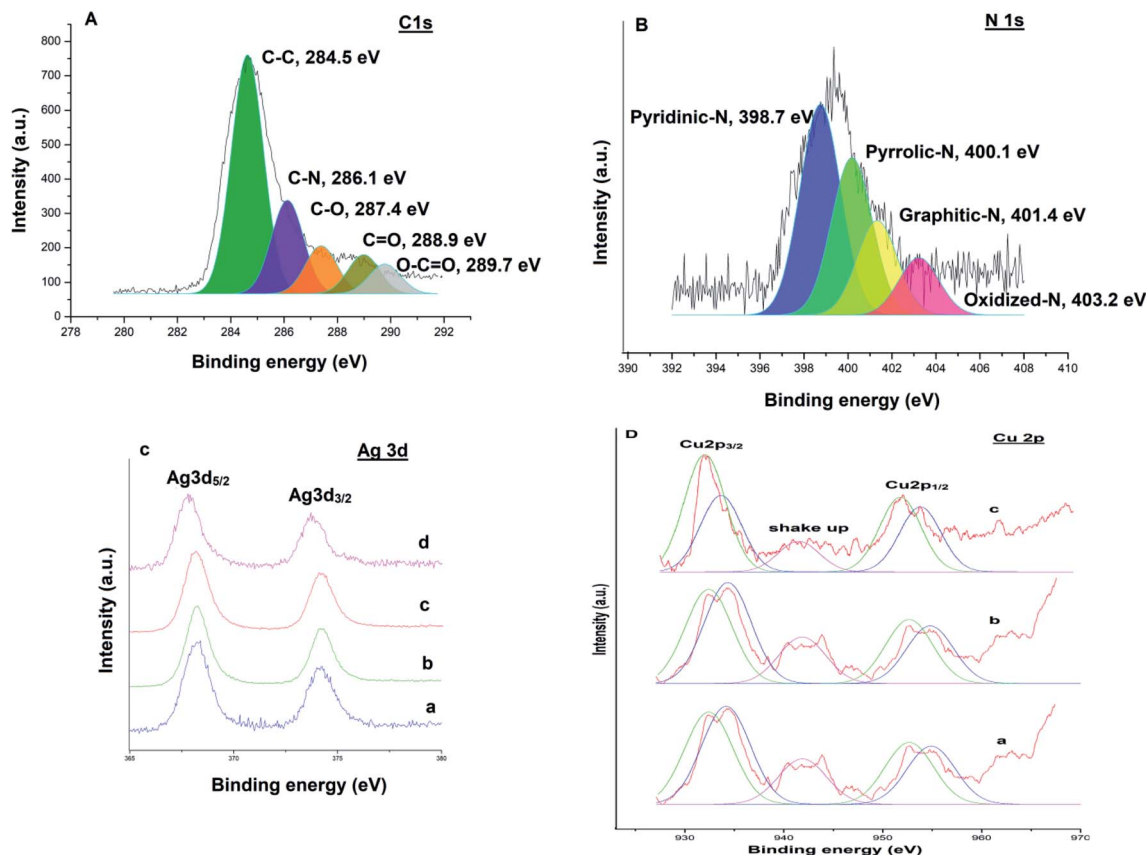 A
C1s
800
700
600
500
400
300
200
100
0
Intensity (a.u.)
C-C, 284.5 eV
C-N, 286.1 eV
C-O, 287.4 eV
C=O, 288.9 eV
O-C=O, 289.7eV
278 280 282 284 286 288 290 292 292
Binding energy (eV)
B
N 1s
Intensity (a.u.)
Pyridinic-N, 398.7 eV
Pyrrolic-N, 400.1 eV
Graphitic-N, 401.4 eV
Oxidized-N, 403.2 eV
390 392 394 396 398 400 402 404 406 408 410
Binding energy (eV)
c
Ag 3d
Ag3d5/2
Ag3d3/2
Intensity (a.u.)
d
c
b
a
365 370 375 380
Binding energy (eV)
D
Cu 2p
Cu2p3/2
Cu2p1/2
shake up
c
b
a
Intensity (a.u.)
930 940 950 960 970
Binding energy (eV)